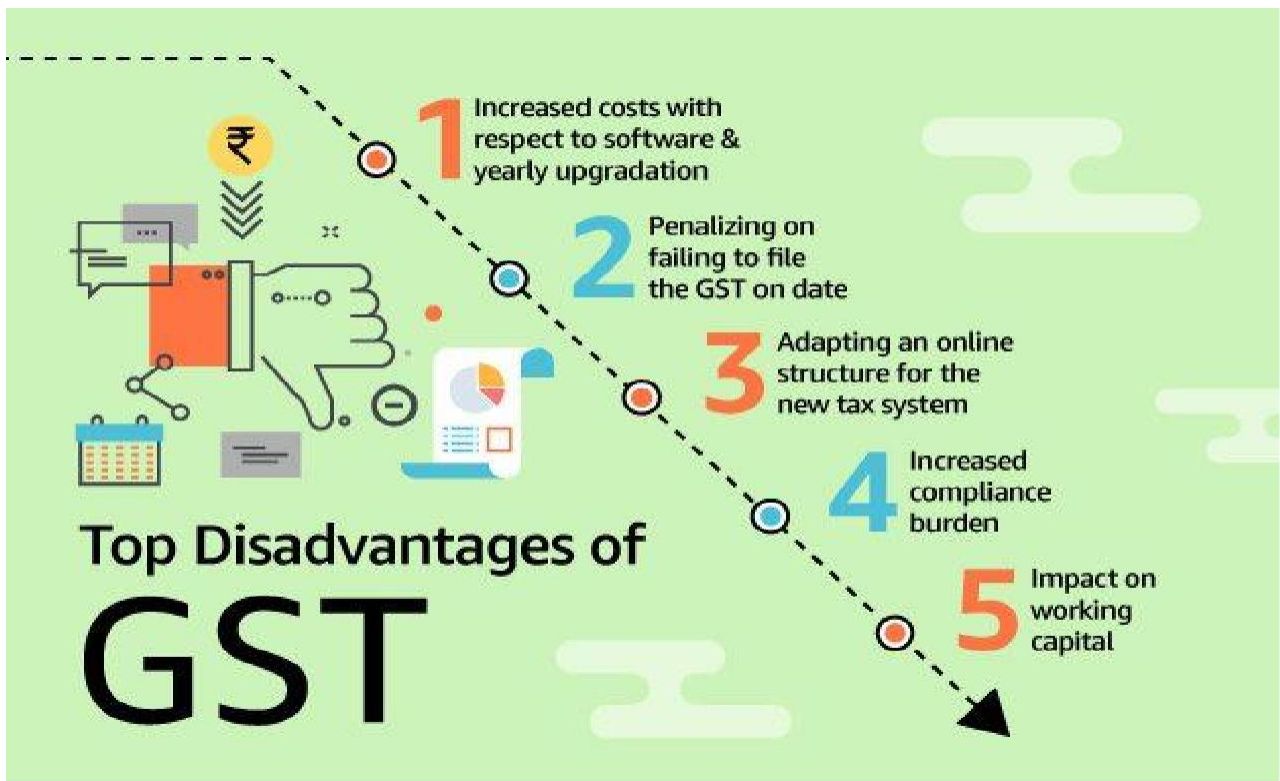 1 Increased costs with
respect to software &
yearly upgradation
2 Penalizing on
failing to file
the GST on date
3 Adapting an online
structure for the
new tax system
4 Increased
compliance
burden
5 Impact on
working
capital
₹
Top Disadvantages of
GST